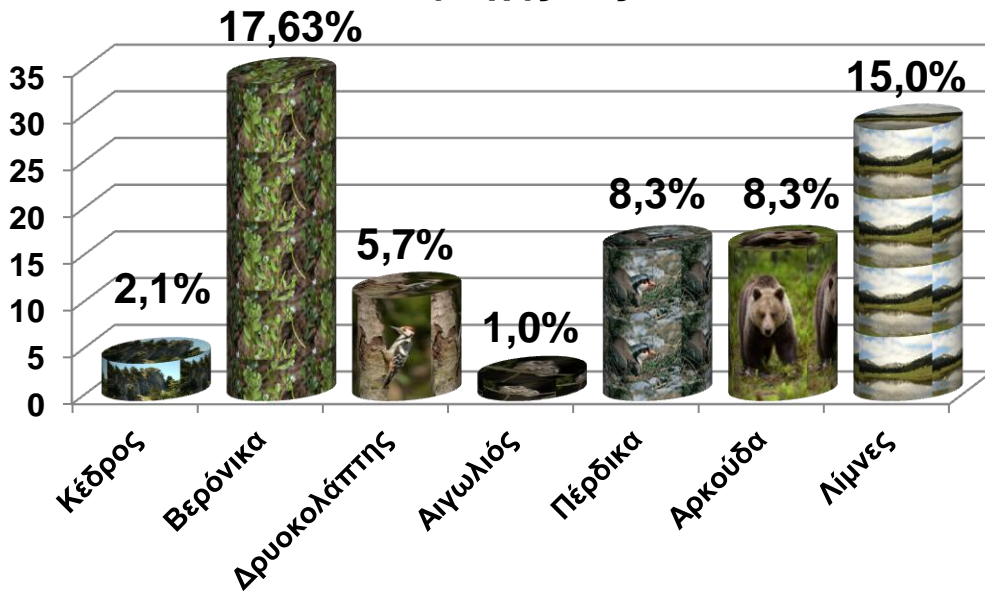 17,63%
35
15,0%
30
25
20
8,3%
8,3%
15
5,7%
2,1%
10
1,0%
5
0
Κέδρος
Βερόνικα
Δρυοκολάπτης
Αιγωλιός
Πέρδικα
Αρκούδα
Λίμνες